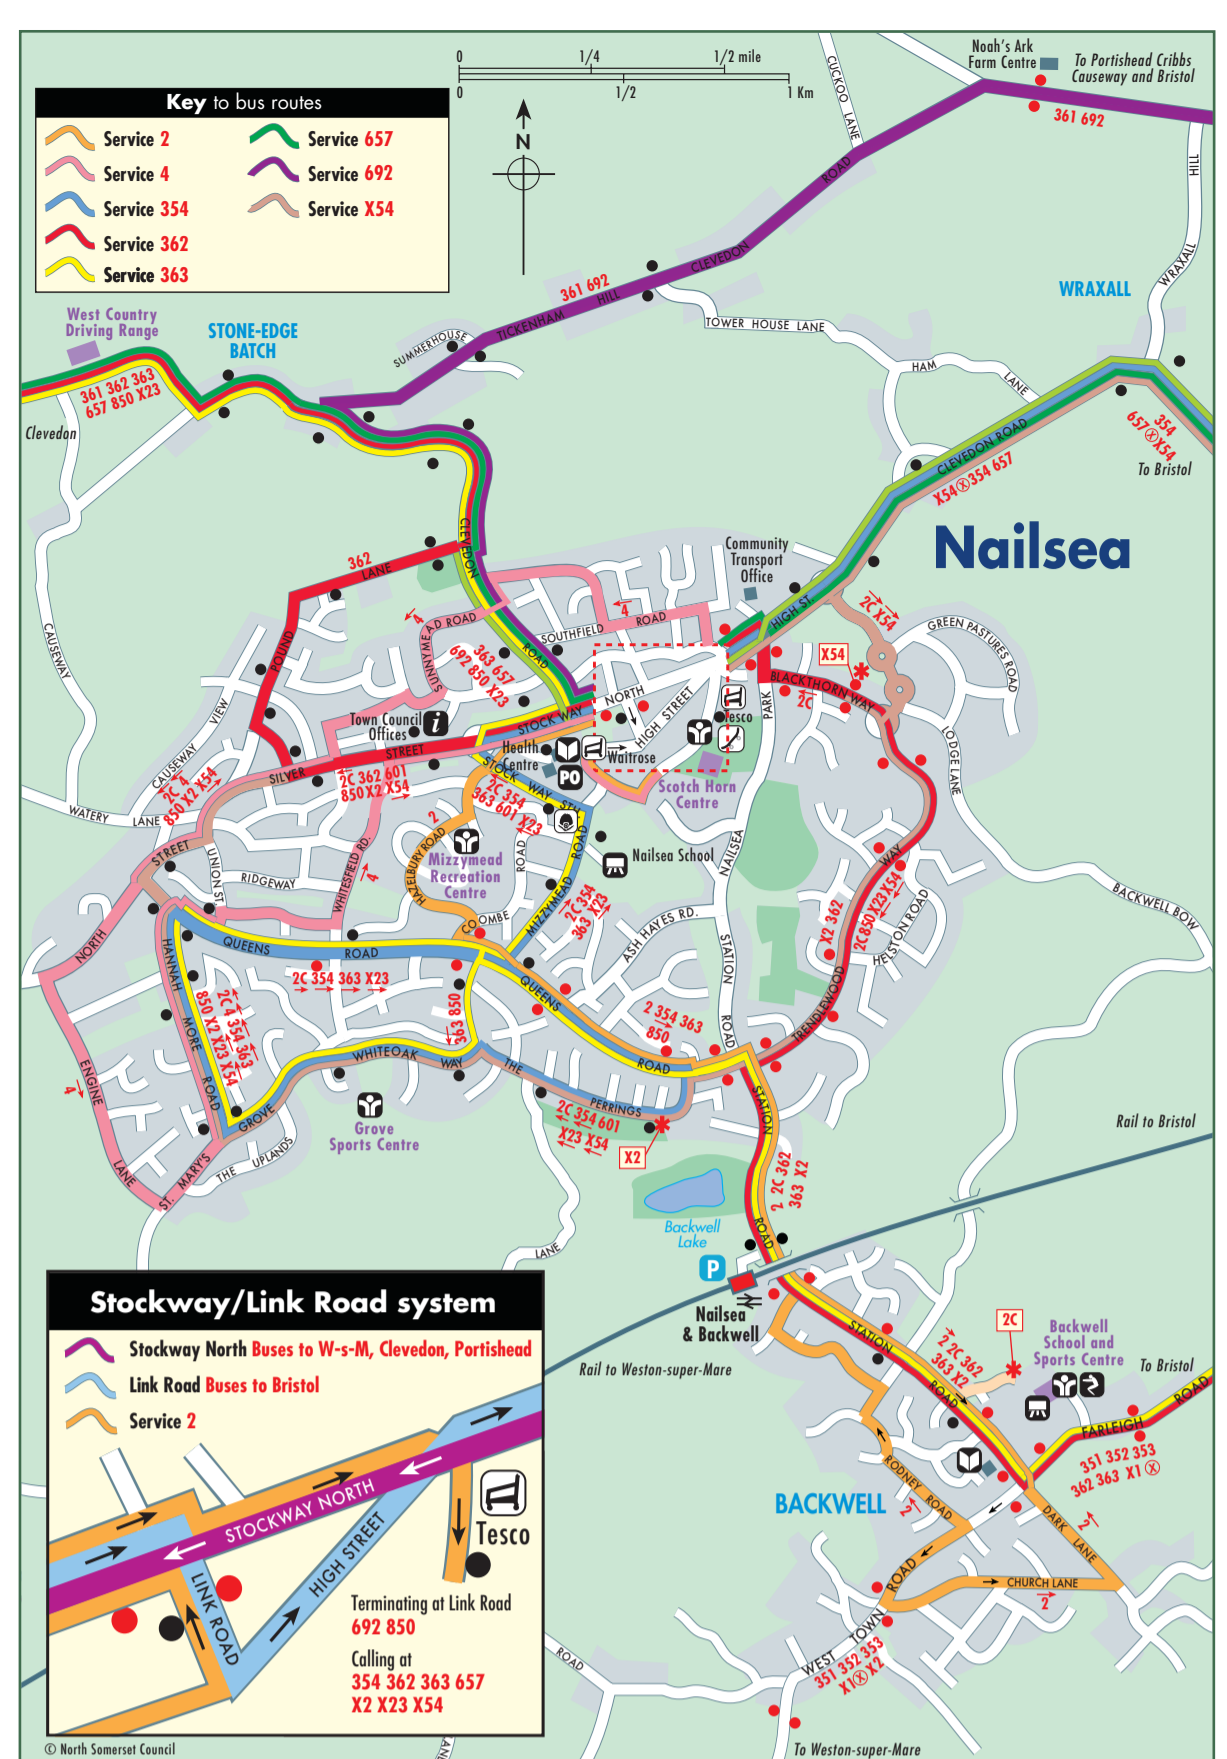 0 1/4 1/2 mile
0 1/2 1 Km
N
Key to bus routes
Service 2
Service 4
Service 354
Service 362
Service 363
Service 657
Service 692
Service X54
Noah's Ark
Farm Centre
To Portishead Cribbs
Causeway and Bristol
361 692
CUCKOO LANE
CLEVEDON
ROAD
TICKENHAM
HILL
361 692
SUMMERHOUSE
TOWER HOUSE LANE
HAM
LANE
WRAXALL
HILL
WRAXALL
West Country
Driving Range
STONE-EDGE
BATCH
361 362 363
657 850 X23
Clevedon
CLEVEDON ROAD
X54 X 354 657
354
657 X X54
To Bristol
Nailsea
Community
Transport
Office
HIGH ST.
2C X54
GREEN PASTURES ROAD
X54
BLACKTHORN WAY
2C
PARK
LODGE LANE
BACKWELL BOW
CAUSEWAY
CAUSEWAY VIEW
WATERY LANE
362
LANE
POUND
CLEVEDON
ROAD
4
SUNNYMEAD ROAD
4
SOUTHFIELD
ROAD
363 657
692 850 X23
NORTH
HIGH STREET
Tesco
Waitrose
STOCK WAY
Town Council
Offices
i
Health
Centre
PO
Scotch Horn
Centre
SILVER
STREET
2C 362 601
850 X2 X54
2C 4
850 X2 X54
STOCK WAY STH.
2C 354
363 601 X23
2
HAZELBURY ROAD
Mizzymead
Recreation
Centre
ROAD
MIZZYMEAD
ROAD
Nailsea School
STREET
UNION ST.
RIDGEWAY
WHITESFIELD RD.
4
COOMBE
2C 354
363 X23
ASH HAYES RD.
NAILSEA
STATION
ROAD
WAY
HELSTON ROAD
X2 362
2C 850 X23 X54
TRENDLEWOOD
NORTH
QUEENS
ROAD
2C 354 363 X23
HANNAH
MORE
ROAD
2C 4 354 363
850 X2 X23 X54
363 850
QUEENS
ROAD
2 354 363
850
ENGINE
LANE
4
WHITEOAK
WAY
GROVE
THE
PERRINGS
2C 354 601
X23 X54
X2
Grove
Sports Centre
ST. MARY'S
THE UPLANDS
STATION
ROAD
2 2C 362
363 X2
Rail to Bristol
Backwell
Lake
P
LANE
Nailsea
& Backwell
Rail to Weston-super-Mare
STATION
ROAD
2 2C 362
363 X2
2C
Backwell
School and
Sports Centre
To Bristol
FARLEIGH
ROAD
351 352 353
362 363 X1 X
BACKWELL
RODNEY ROAD
2
DARK LANE
2
CHURCH LANE
2
ROAD
WEST TOWN
351 352 353
X1 X X2
ROAD
To Weston-super-Mare
Stockway/Link Road system
Stockway North Buses to W-s-M, Clevedon, Portishead
Link Road Buses to Bristol
Service 2
STOCKWAY NORTH
HIGH STREET
LINK ROAD
Tesco
Terminating at Link Road
692 850
Calling at
354 362 363 657
X2 X23 X54
© North Somerset Council